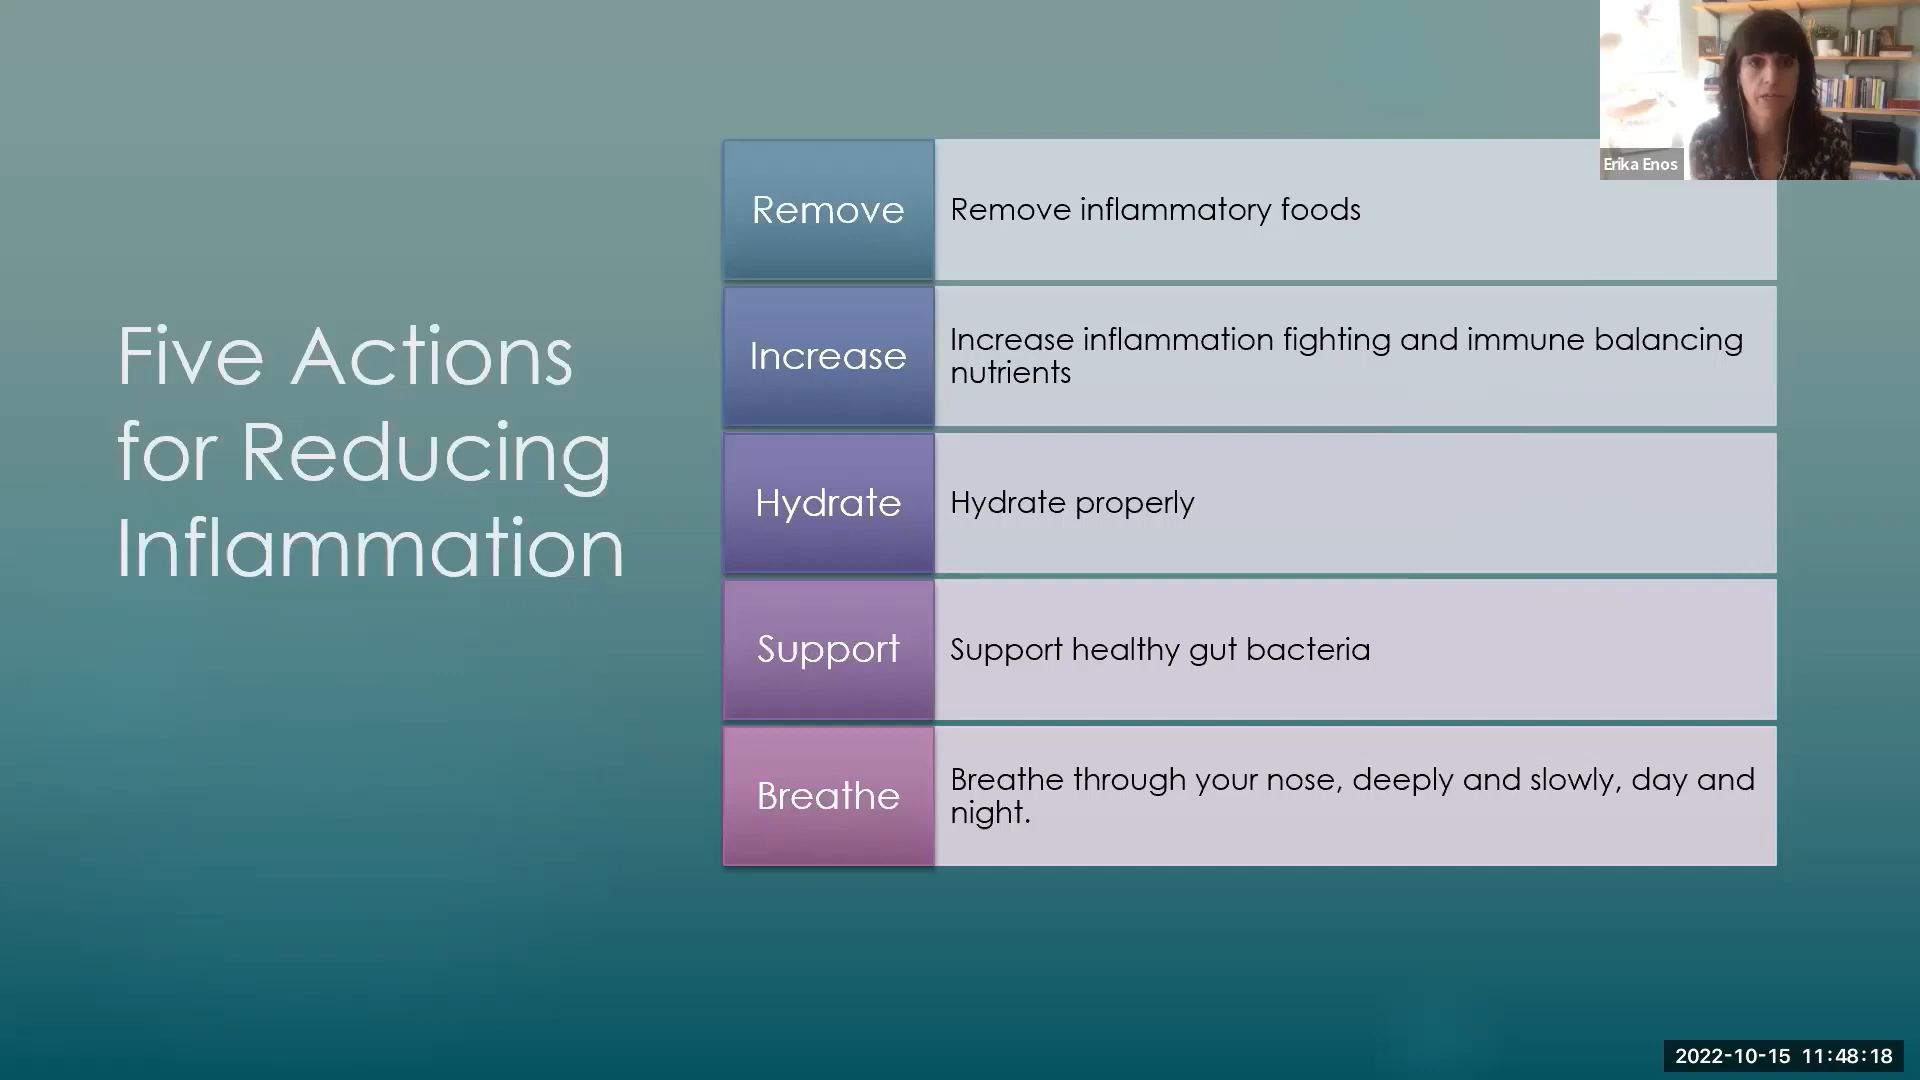 Erika Enos
Five Actions
for Reducing
Inflammation
Remove
Remove inflammatory foods
Increase
Increase inflammation fighting and immune balancing
nutrients
Hydrate
Hydrate properly
Support
Support healthy gut bacteria
Breathe
Breathe through your nose, deeply and slowly, day and
night.
2022-10-15 11:48:18